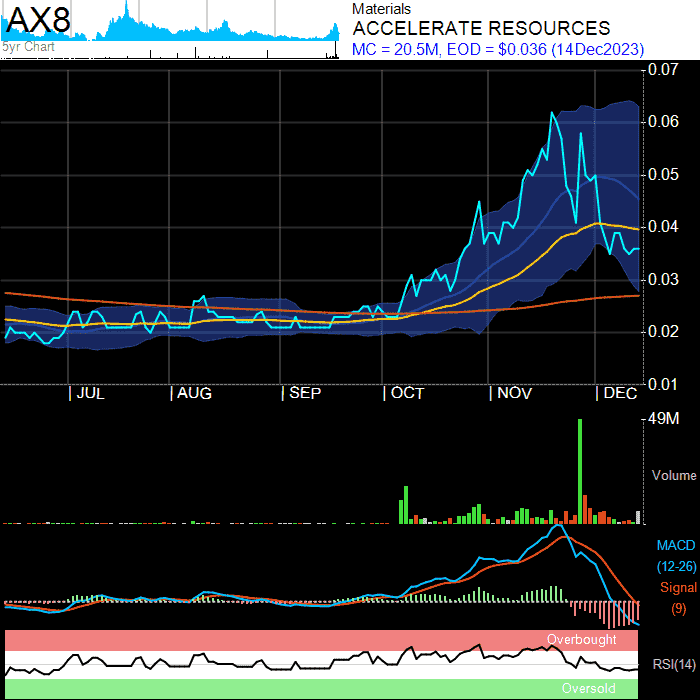 AX8
5yr Chart
Materials
ACCELERATE RESOURCES
MC = 20.5M, EOD = $0.036 (14Dec2023)
0.07
0.06
0.05
0.04
0.03
0.02
0.01
JUL AUG SEP OCT NOV DEC
49M
Volume
MACD
(12-26)
Signal
(9)
Overbought
RSI(14)
Oversold